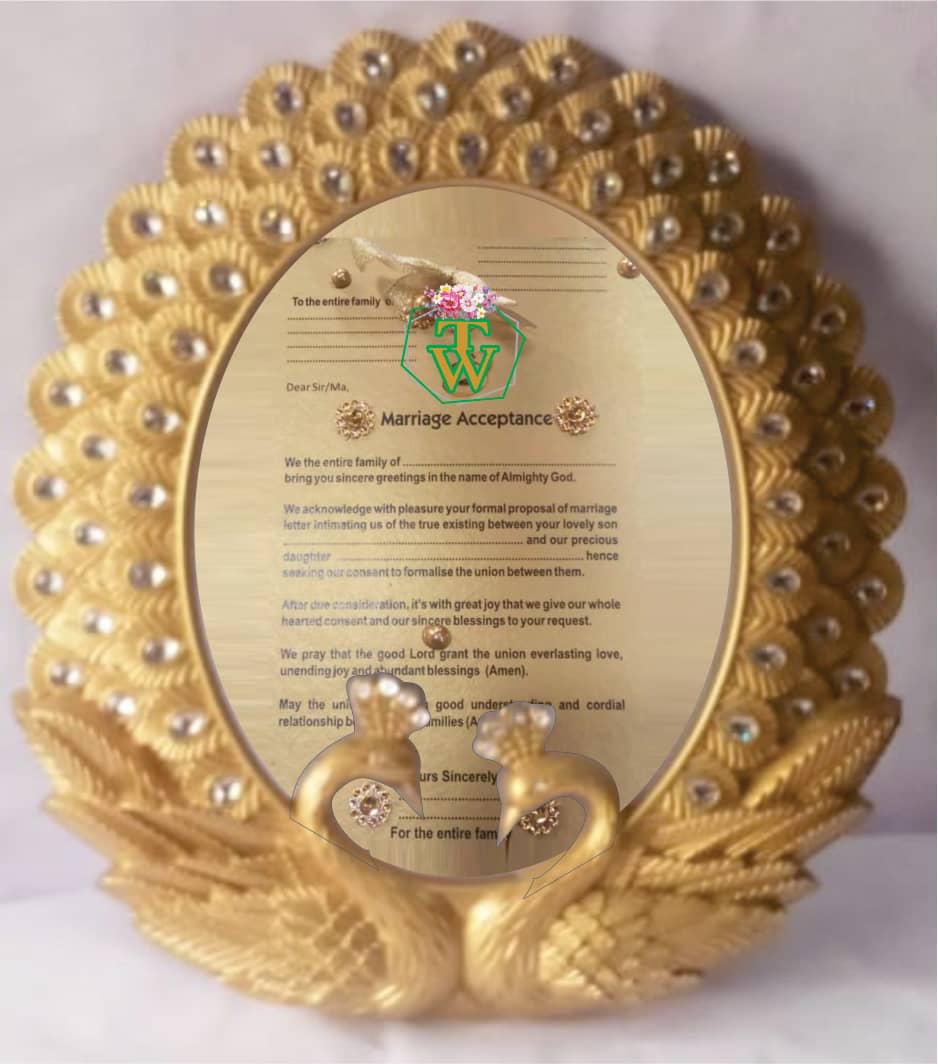 To the entire family
TW
Dear Sir/Ma,
Marriage Acceptance
We the entire family of ........................................
bring you sincere greetings in the name of Almighty God.
We acknowledge with pleasure your formal proposal of marriage
letter intimating us of the true existing between your lovely son
........................................ and our precious
daughter ........................................ hence
seeking our consent to formalise the union between them.
After due consideration, it's with great joy that we give our whole
hearted consent and our sincere blessings to your request.
We pray that the good Lord grant the union everlasting love,
unending joy and abundant blessings (Amen).
May the good and cordial
relationship
Sincerely
For the entire